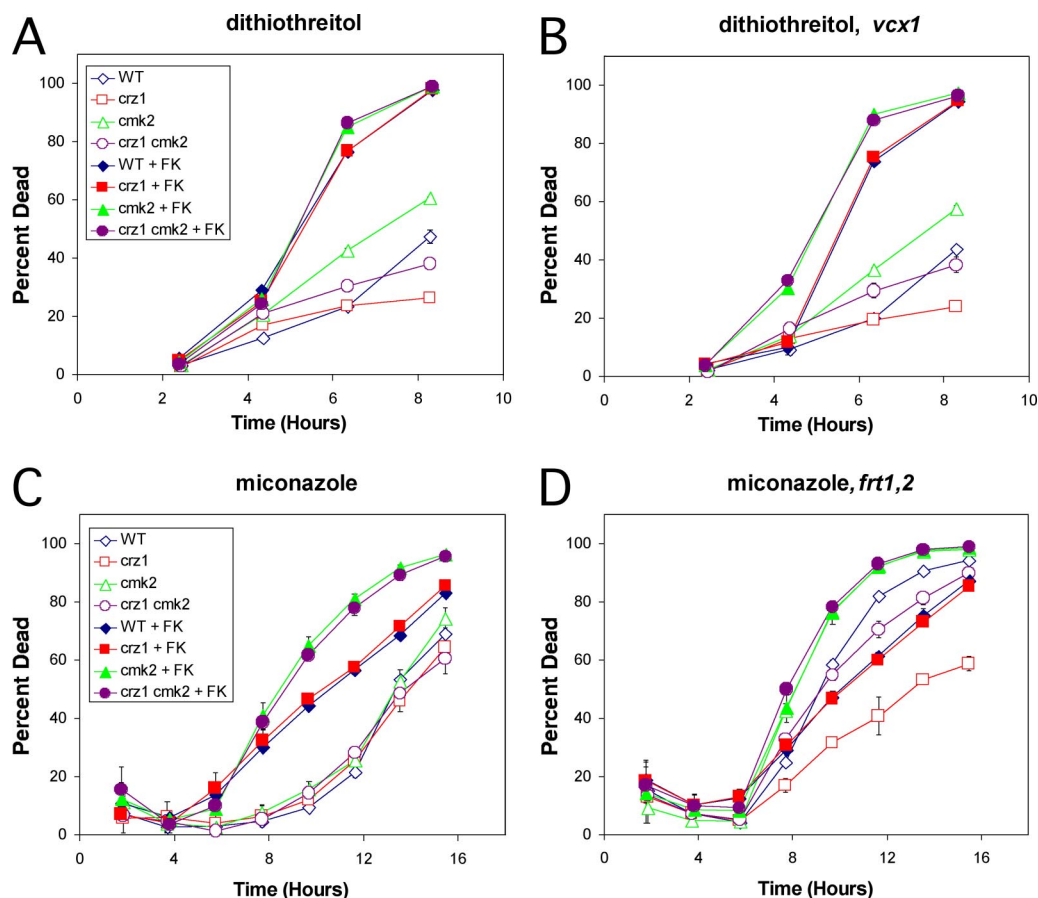 A
dithiothreitol
Percent Dead
100
80
60
40
20
0
WT
crz1
cmk2
crz1 cmk2
WT + FK
crz1 + FK
cmk2 + FK
crz1 cmk2 + FK
0 2 4 6 8 10
Time (Hours)
B
dithiothreitol, vcx1
Percent Dead
100
80
60
40
20
0
0 2 4 6 8 10
Time (Hours)
C
miconazole
Percent Dead
100
80
60
40
20
0
WT
crz1
cmk2
crz1 cmk2
WT + FK
crz1 + FK
cmk2 + FK
crz1 cmk2 + FK
0 4 8 12 16
Time (Hours)
D
miconazole, frt1,2
Percent Dead
100
80
60
40
20
0
0 4 8 12 16
Time (Hours)